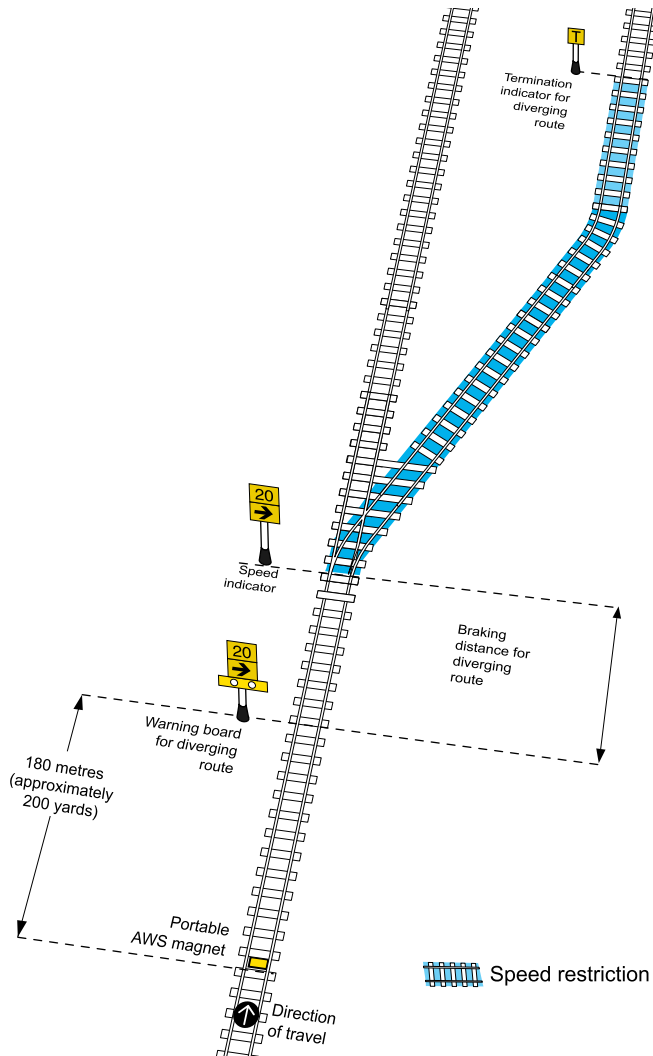 T
Termination
indicator for
diverging
route
20
Speed
indicator
Braking
distance for
diverging
route
20
Warning board
for diverging
route
180 metres
(approximately
200 yards)
Portable
AWS magnet
Speed restriction
Direction
of travel